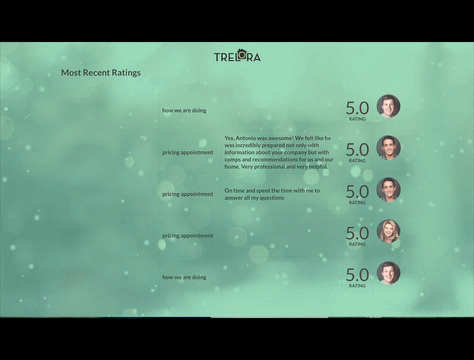 TRELORA
Most Recent Ratings
how we are doing
5.0
RATING
pricing appointment
Yes, Antonio was awesome! We felt like he
was incredibly prepared not only with
information about your company but with
comps and recommendations for us and our
home. Very professional and very helpful.
5.0
RATING
pricing appointment
On time and spent the time with me to
answer all my questions
5.0
RATING
pricing appointment
5.0
RATING
how we are doing
5.0
RATING